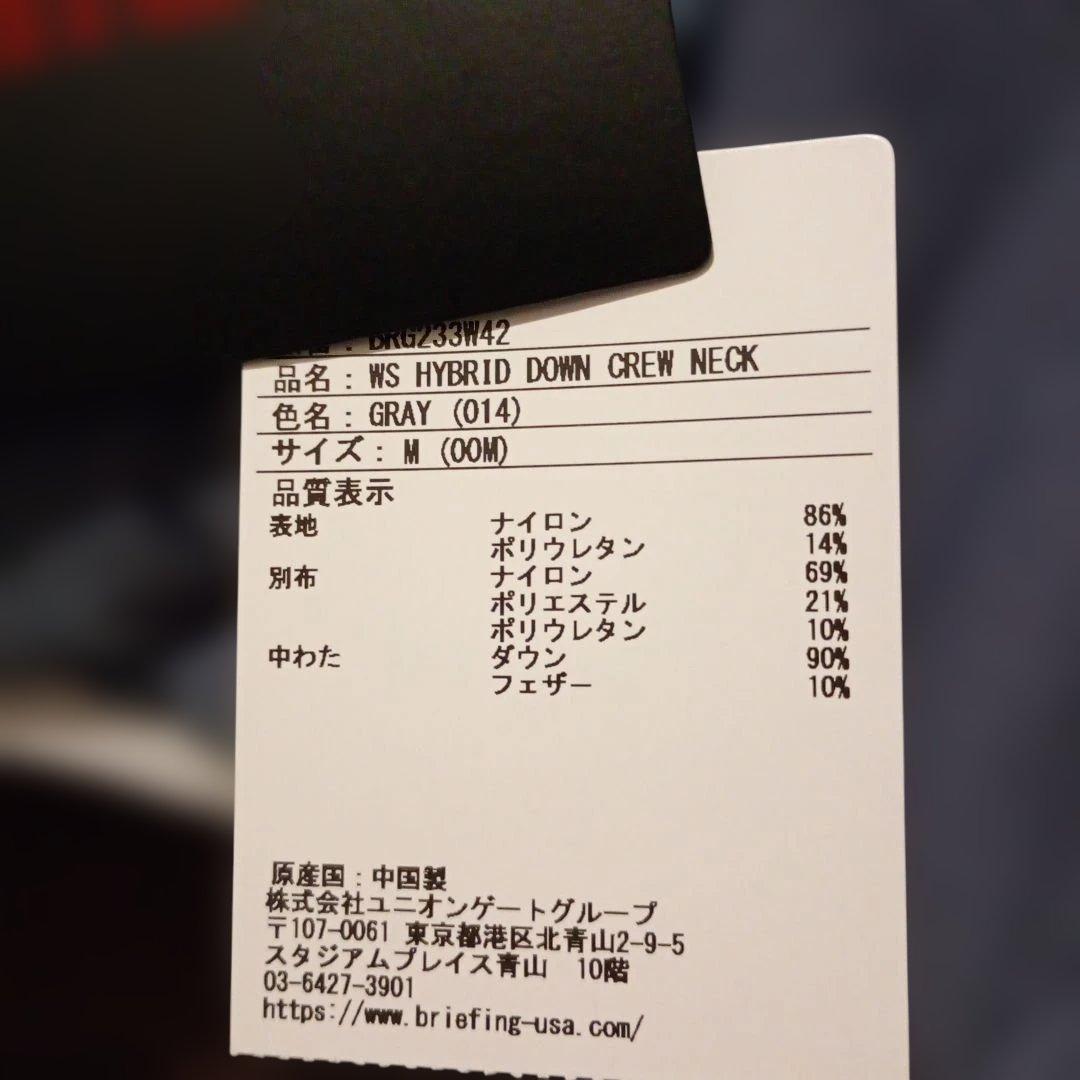 : BRG233W42
品名: WS HYBRID DOWN CREW NECK
色名: GRAY (014)
サイズ: M (00M)
品質表示
表地 ナイロン 86%
ポリウレタン 14%
別布 ナイロン 69%
ポリエステル 21%
ポリウレタン 10%
中わた ダウン 90%
フェザー 10%
原産国:中国製
株式会社ユニオンゲートグループ
〒107-0061 東京都港区北青山2-9-5
スタジアムプレイス青山 10階
03-6427-3901
https://www.briefing-usa.com/